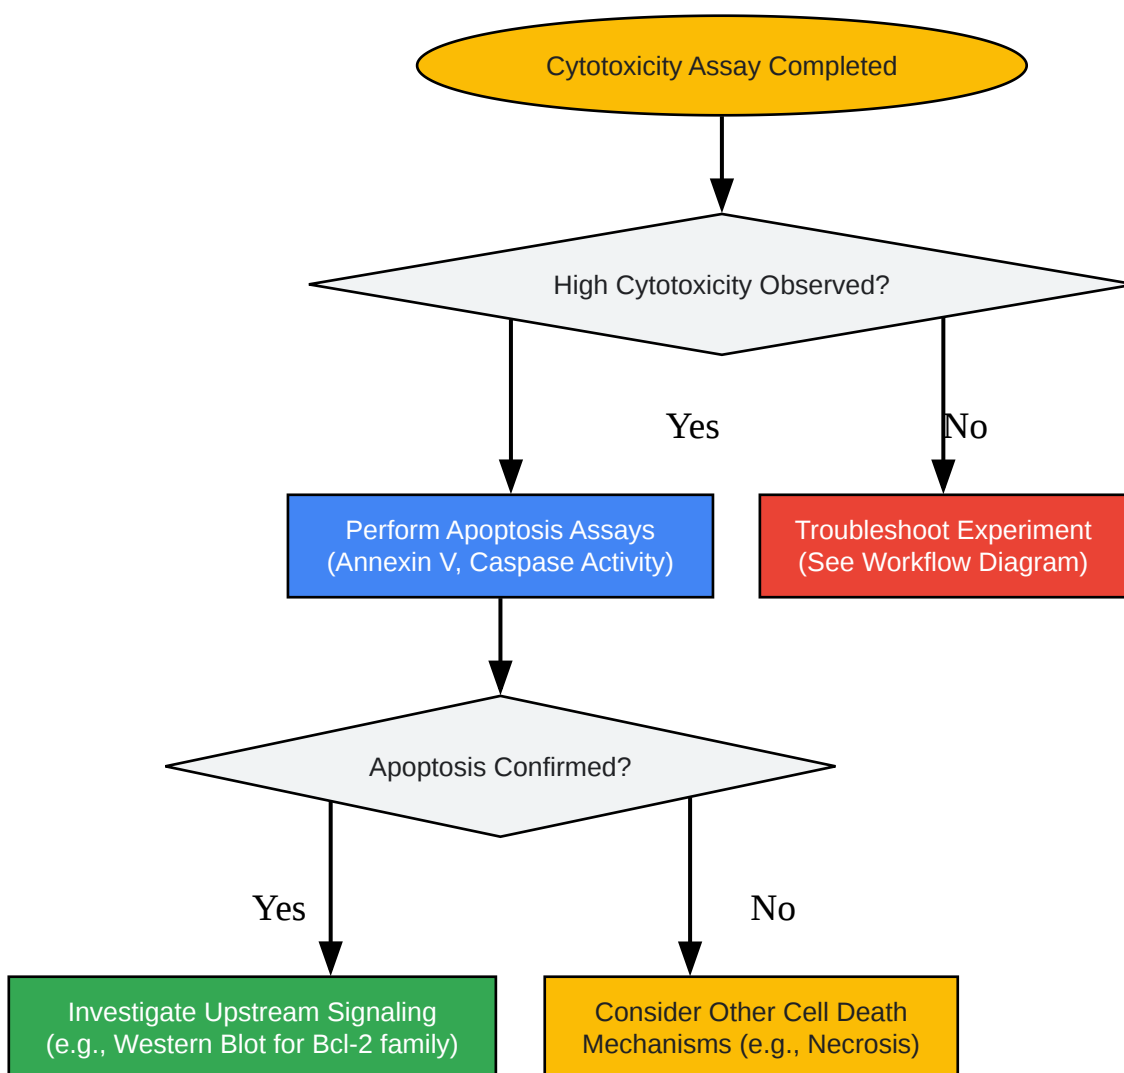 Cytotoxicity Assay Completed
High Cytotoxicity Observed?
Yes
No
Perform Apoptosis Assays
(Annexin V, Caspase Activity)
Troubleshoot Experiment
(See Workflow Diagram)
Apoptosis Confirmed?
Yes
No
Investigate Upstream Signaling
(e.g., Western Blot for Bcl-2 family)
Consider Other Cell Death
Mechanisms (e.g., Necrosis)